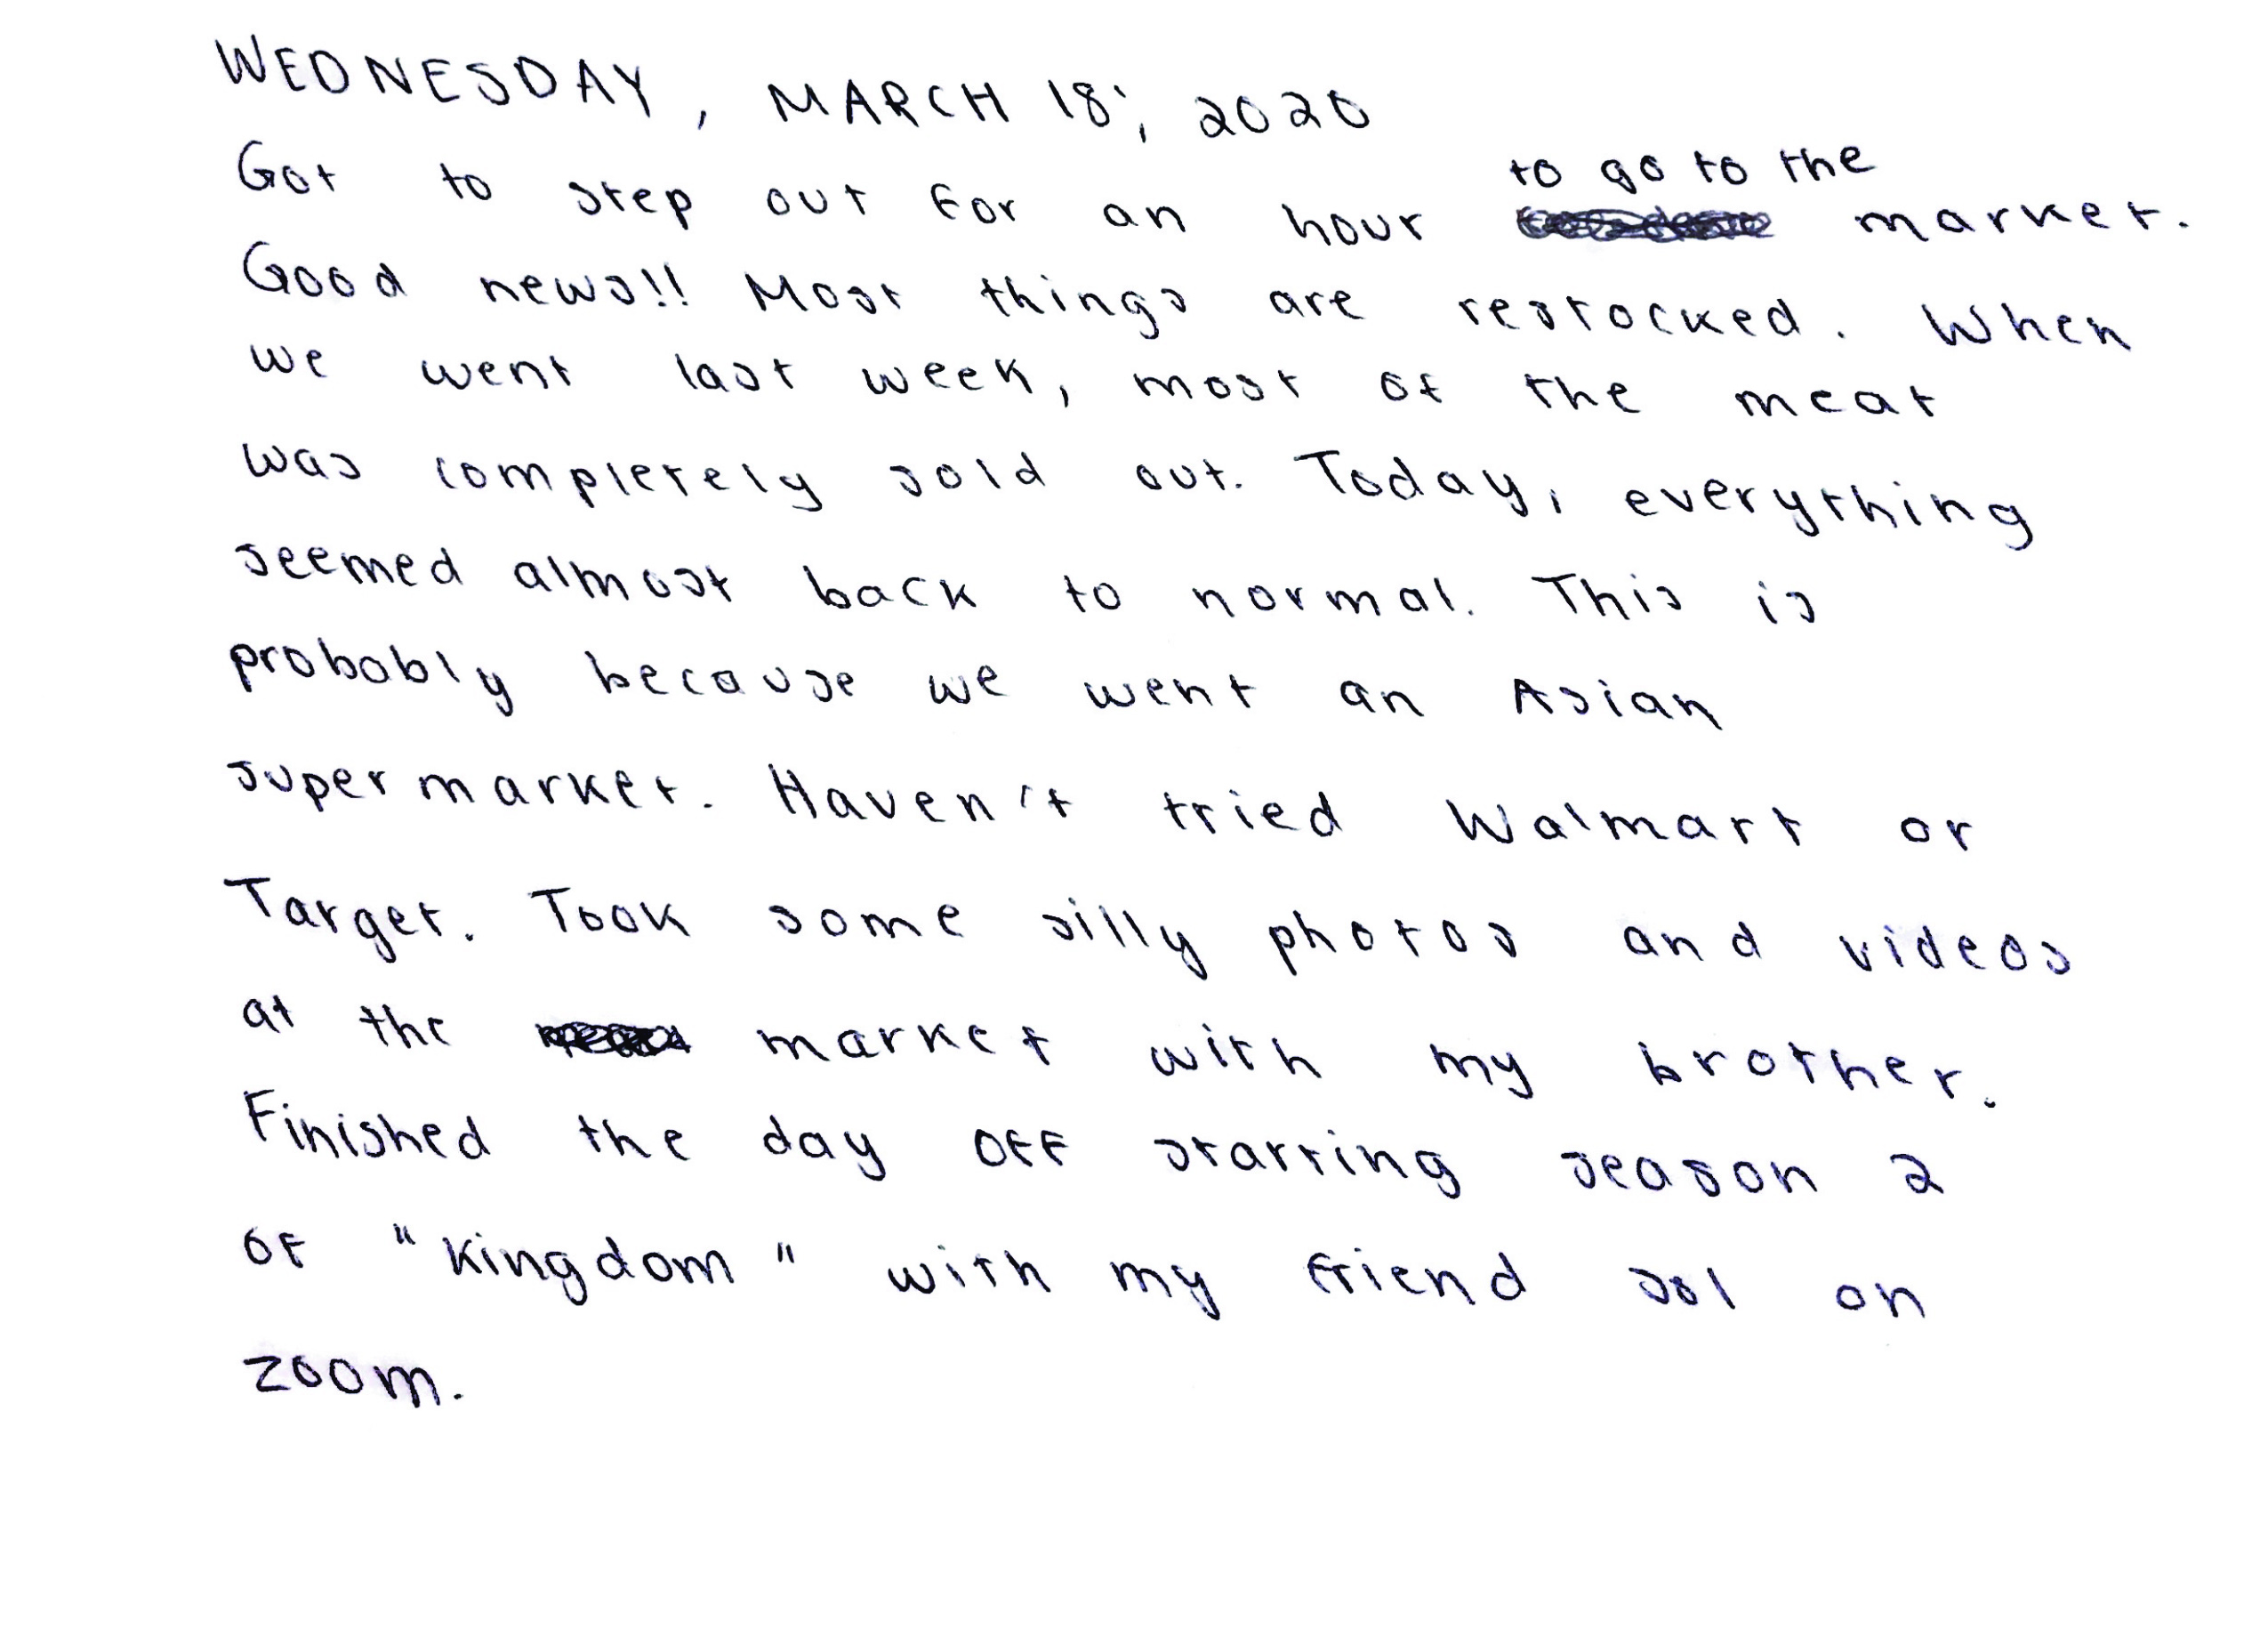 WEDNESDAY, MARCH 18, 2020
Got to step out for an hour to go to the market.
Good news!! Most things are restocked. When
we went last week, most of the meat
was completely sold out. Today, everything
seemed almost back to normal. This is
probably because we went an Asian
supermarket. Haven't tried Walmart or
Target. Took some silly photos and videos
at the market with my brother.
Finished the day off starting season 2
of "Kingdom" with my friend Sol on
zoom.